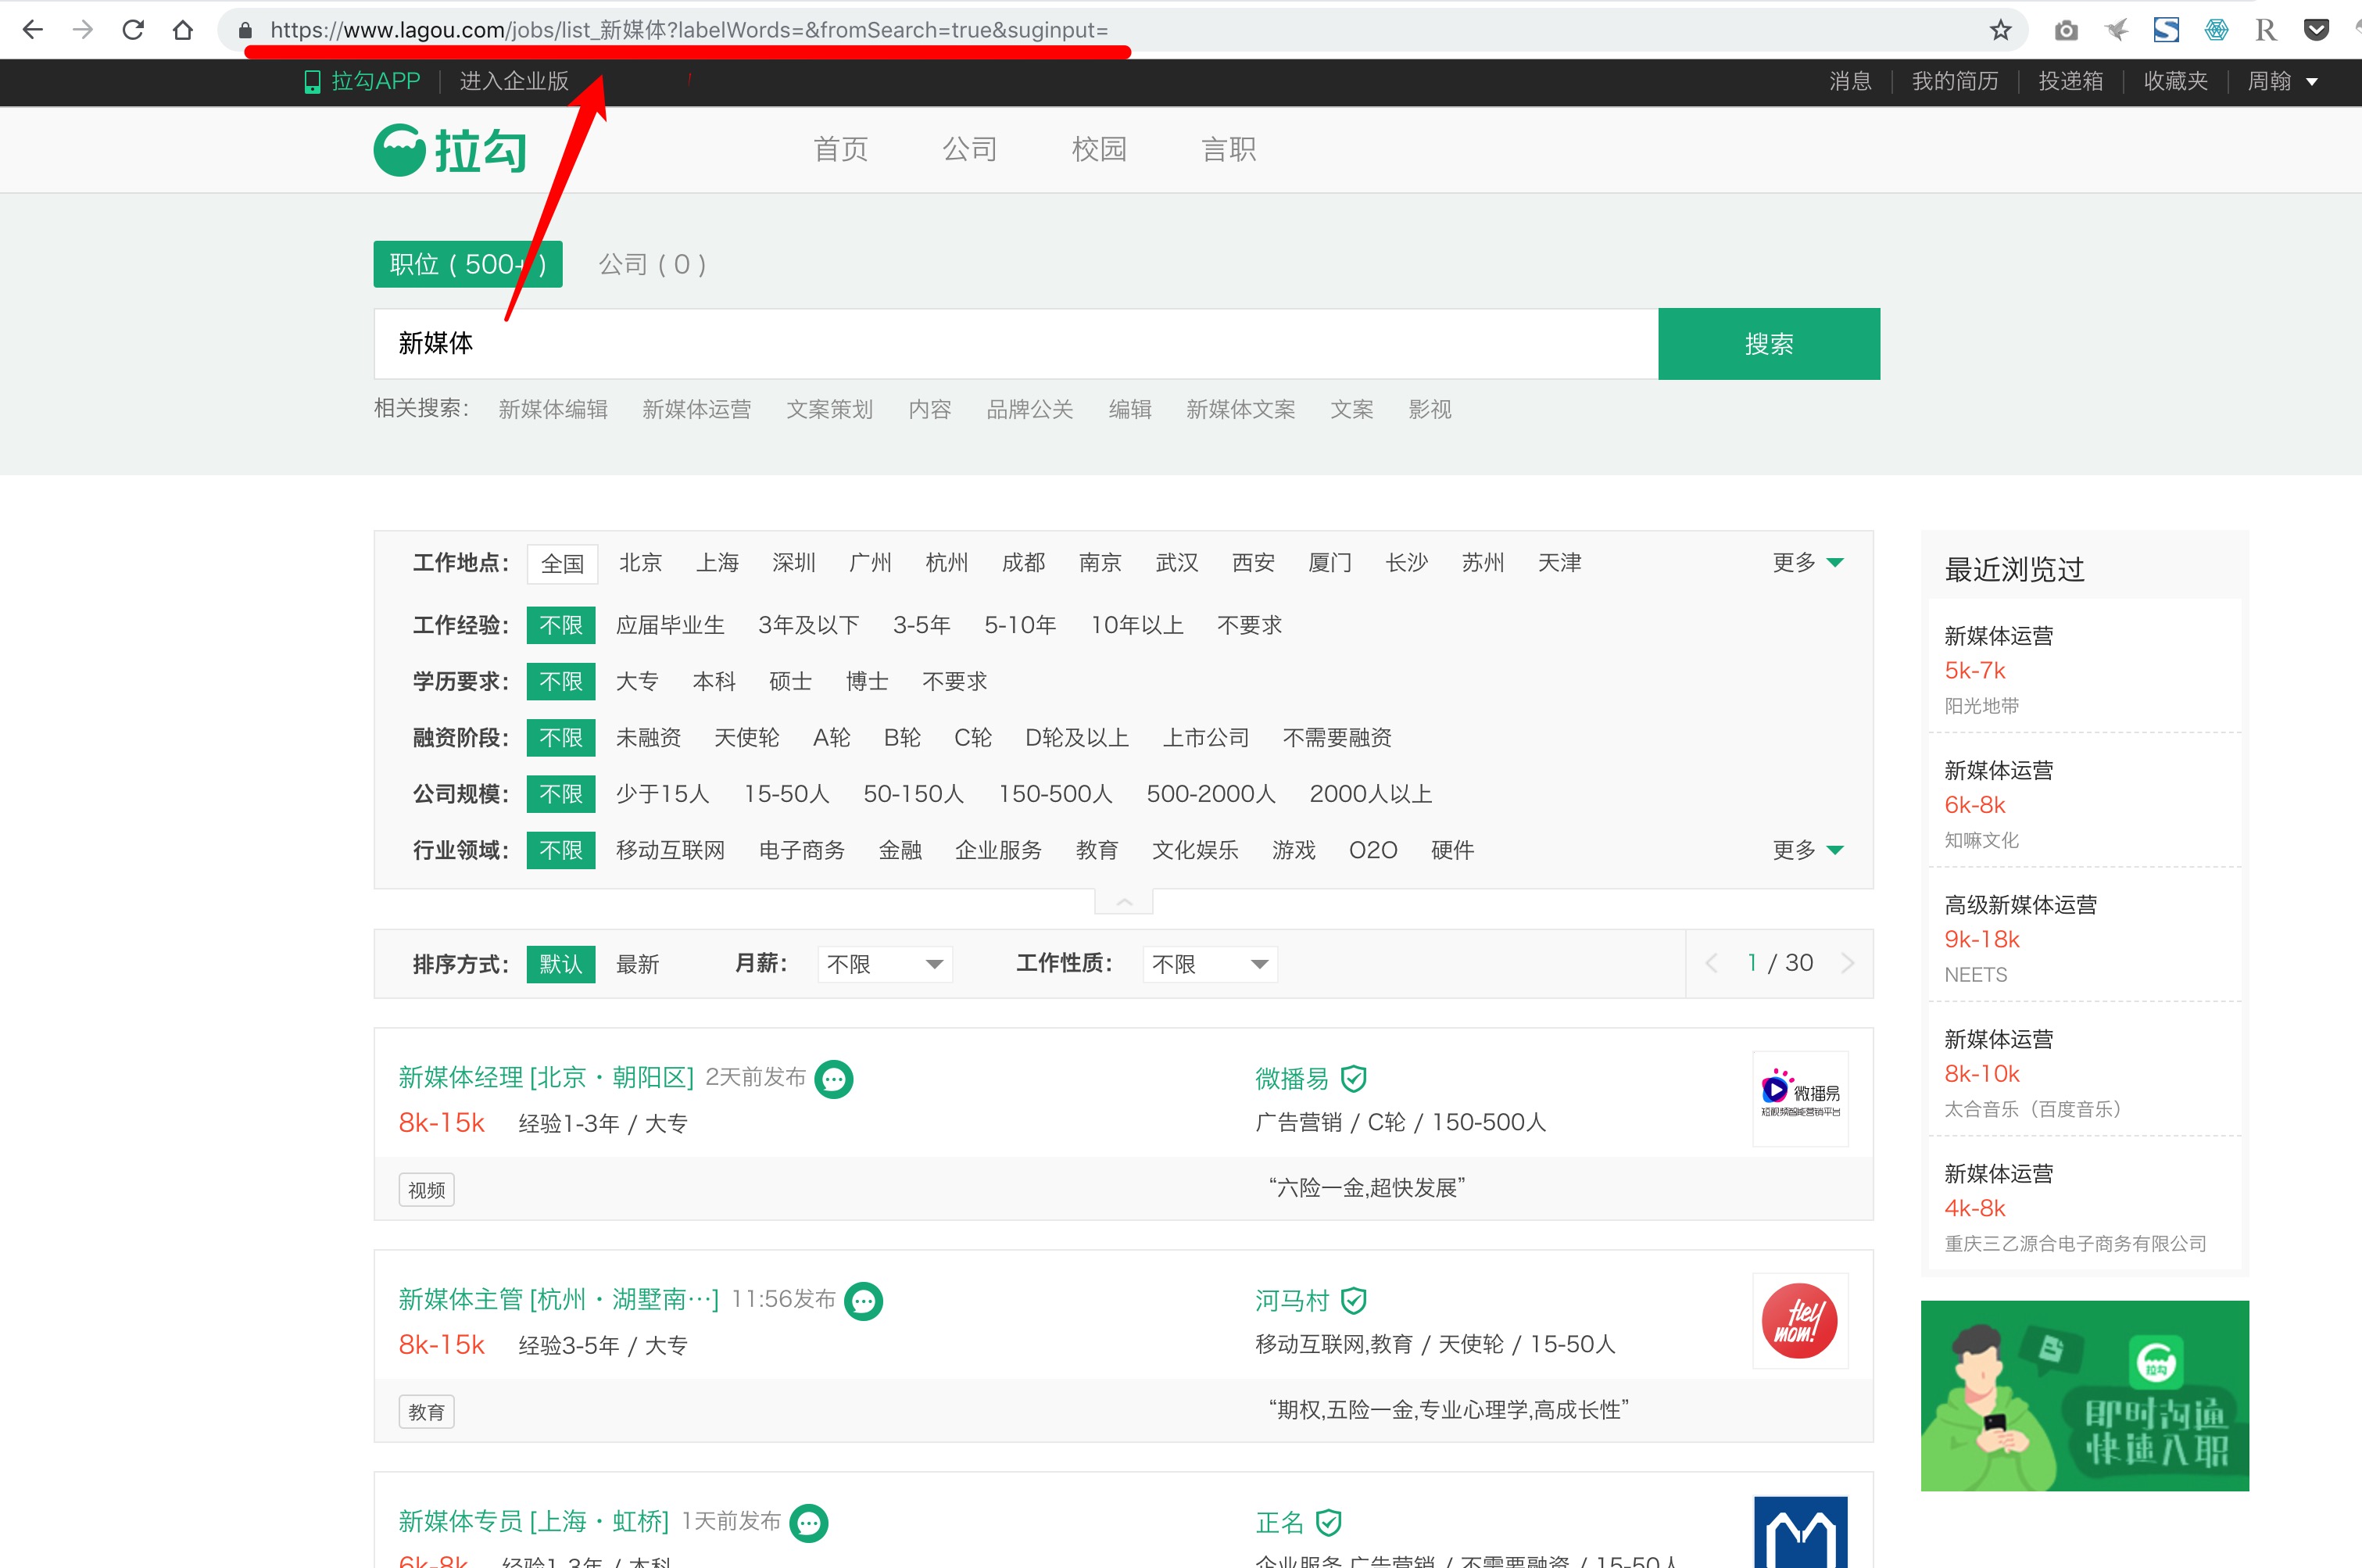 https://www.lagou.com/jobs/list_新媒体?labelWords=&fromSearch=true&suginput=
拉勾APP 进入企业版 消息 我的简历 投递箱 收藏夹 周翰
拉勾 首页 公司 校园 言职
职位 ( 500+ ) 公司 ( 0 )
新媒体 搜索
相关搜索： 新媒体编辑 新媒体运营 文案策划 内容 品牌公关 编辑 新媒体文案 文案 影视
工作地点： 全国 北京 上海 深圳 广州 杭州 成都 南京 武汉 西安 厦门 长沙 苏州 天津 更多
工作经验： 不限 应届毕业生 3年及以下 3-5年 5-10年 10年以上 不要求
学历要求： 不限 大专 本科 硕士 博士 不要求
融资阶段： 不限 未融资 天使轮 A轮 B轮 C轮 D轮及以上 上市公司 不需要融资
公司规模： 不限 少于15人 15-50人 50-150人 150-500人 500-2000人 2000人以上
行业领域： 不限 移动互联网 电子商务 金融 企业服务 教育 文化娱乐 游戏 O2O 硬件 更多
排序方式： 默认 最新 月薪： 不限 工作性质： 不限 1 / 30
新媒体经理 [北京·朝阳区] 2天前发布 微播易
8k-15k 经验1-3年 / 大专 广告营销 / C轮 / 150-500人
微播易
短视频智能营销平台
视频 “六险一金,超快发展”
新媒体主管 [杭州·湖墅南…] 11:56发布 河马村
8k-15k 经验3-5年 / 大专 移动互联网,教育 / 天使轮 / 15-50人
Hey
mom!
教育 “期权,五险一金,专业心理学,高成长性”
新媒体专员 [上海·虹桥] 1天前发布 正名
6k-8k 经验1-3年 / 本科 企业服务,广告营销 / 不需要融资 / 15-50人
最近浏览过
新媒体运营
5k-7k
阳光地带
新媒体运营
6k-8k
知嘛文化
高级新媒体运营
9k-18k
NEETS
新媒体运营
8k-10k
太合音乐（百度音乐）
新媒体运营
4k-8k
重庆三乙源合电子商务有限公司
拉勾
即时沟通
快速入职